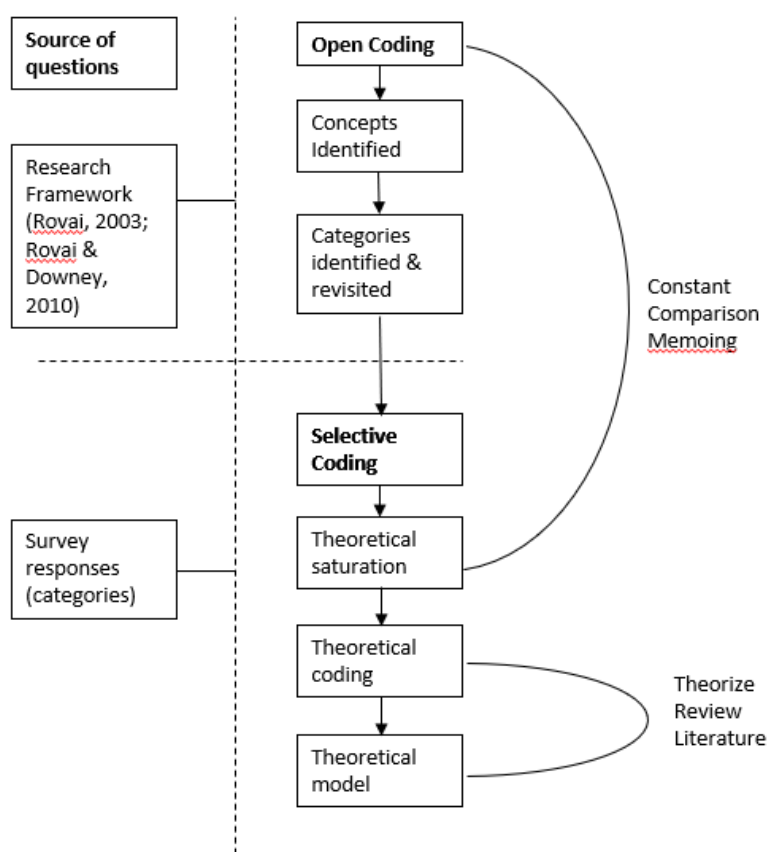 Source of
questions
Research
Framework
(Rovai, 2003;
Rovai &
Downey,
2010)
Survey
responses
(categories)
Open Coding
Concepts
Identified
Categories
identified &
revisited
Selective
Coding
Theoretical
saturation
Theoretical
coding
Theoretical
model
Constant
Comparison
Memoing
Theorize
Review
Literature